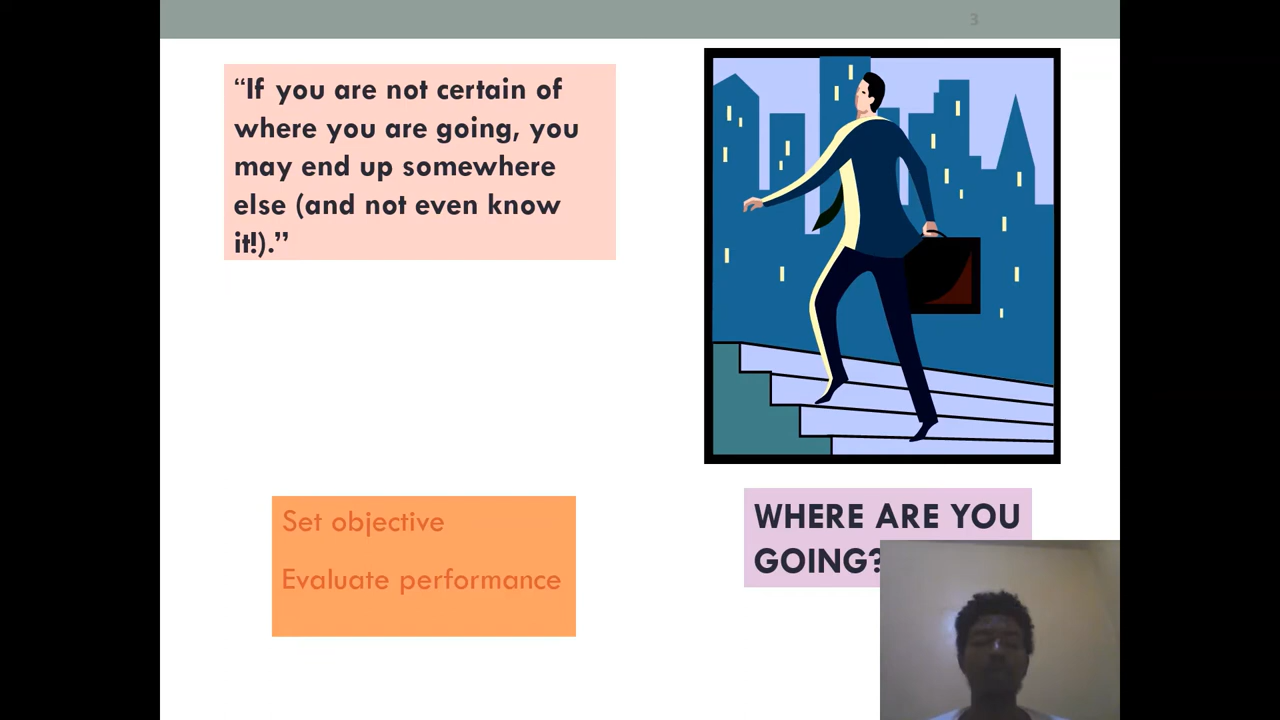 3
“If you are not certain of
where you are going, you
may end up somewhere
else (and not even know
it!).”
Set objective
Evaluate performance
WHERE ARE YOU
GOING?